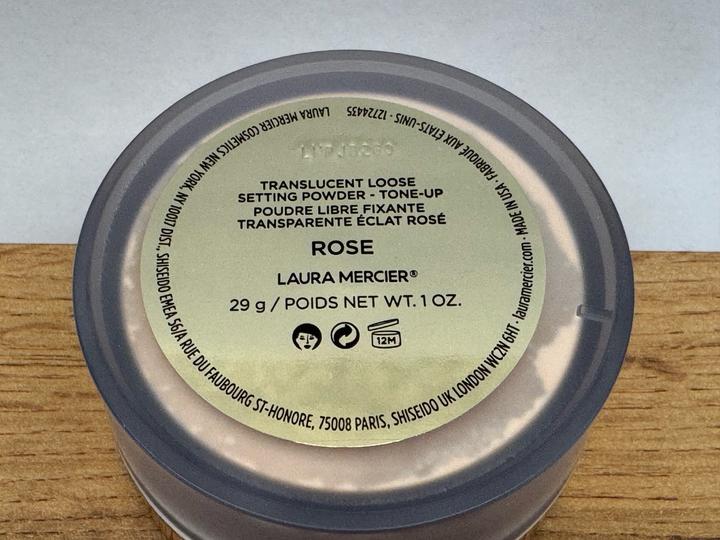 TRANSLUCENT LOOSE
SETTING POWDER - TONE-UP
POUDRE LIBRE FIXANTE
TRANSPARENTE ÉCLAT ROSÉ
ROSE
LAURA MERCIER®
29 g / POIDS NET WT. 1 OZ.
12M
LAURA MERCIER COSMETICS NEW YORK, NY 10007 DIST., SHISEIDO EMEA 56/A RUE DU FAUBOURG ST-HONORE, 75008 PARIS, SHISEIDO UK LONDON WC2N 6HT · lauramercier.com · MADE IN USA · FABRIQUÉ AUX ÉTATS-UNIS · 12724435